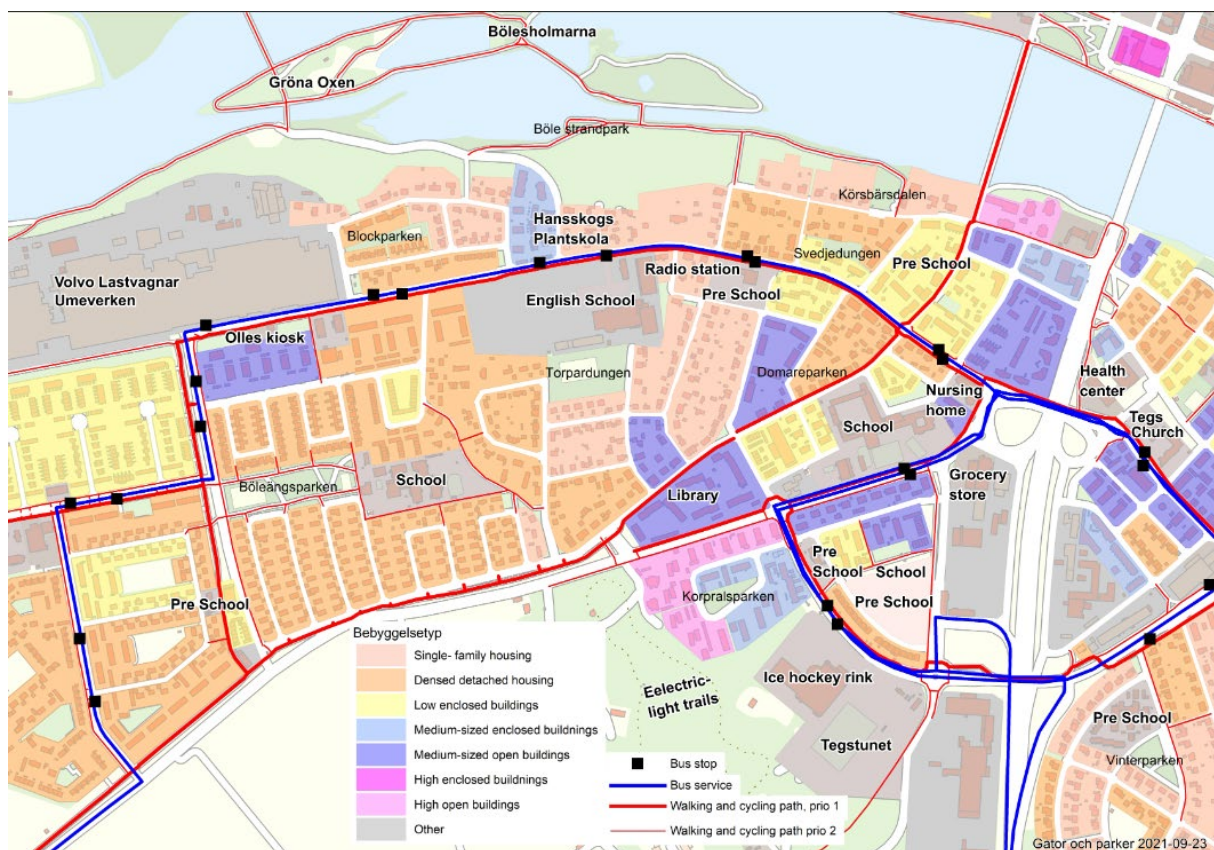 Bölesholmarna
Gröna Oxen
Böle strandpark
Körsbärsdalen
Hansskogs
Plantskola
Blockparken
Svedjedungen
Pre School
Radio station
Volvo Lastvagnar
Umeverken
English School
Pre School
Olles kiosk
Torpardungen
Domareparken
Health
center
Nursing
home
Tegs
Church
School
Grocery
store
School
Böleängsparken
Library
Pre
School
School
Pre School
Korpralsparken
Pre School
Bebyggelsetyp
Single- family housing
Densed detached housing
Low enclosed buildings
Medium-sized enclosed buildnings
Medium-sized open buildings
High enclosed buildnings
High open buildings
Other
Eelectric-
light trails
Ice hockey rink
Tegstunet
Pre School
Vinterparken
Bus stop
Bus service
Walking and cycling path, prio 1
Walking and cycling path prio 2
Gator och parker 2021-09-23